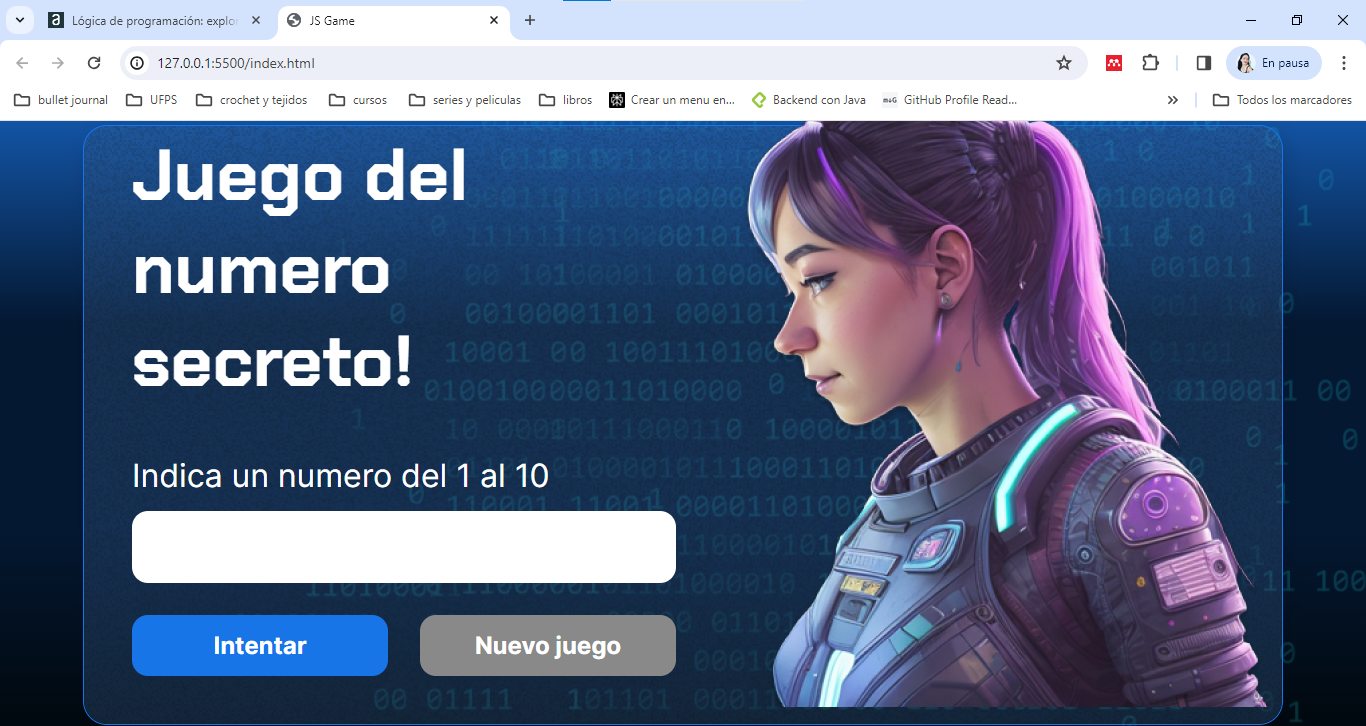 Lógica de programación: explor
JS Game
127.0.0.1:5500/index.html
En pausa
bullet journal
UFPS
crochet y tejidos
cursos
series y peliculas
libros
Crear un menu en...
Backend con Java
GitHub Profile Read...
Todos los marcadores
Juego del
numero
secreto!
Indica un numero del 1 al 10
Intentar
Nuevo juego